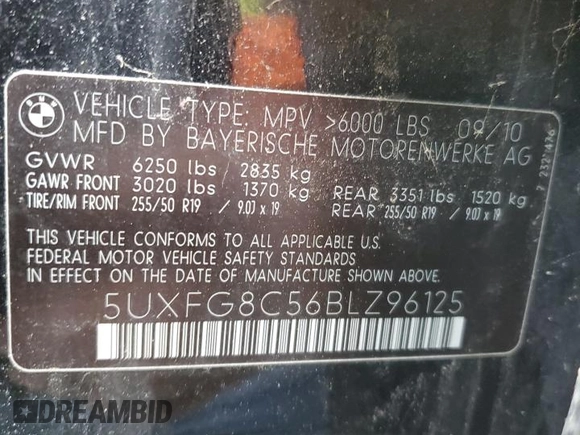 BMW
VEHICLE TYPE: MPV >6000 LBS 09/10
MFD BY BAYERISCHE MOTORENWERKE AG
GVWR 6250 lbs / 2835 kg
GAWR FRONT 3020 lbs / 1370 kg REAR 3351 lbs / 1520 kg
TIRE/RIM FRONT 255/50 R19 / 9.0J x 19 REAR 255/50 R19 / 9.0J x 19
THIS VEHICLE CONFORMS TO ALL APPLICABLE U.S.
FEDERAL MOTOR VEHICLE SAFETY STANDARDS
IN EFFECT ON THE DATE OF MANUFACTURE SHOWN ABOVE.
5UXFG8C56BLZ96125
DREAMBID